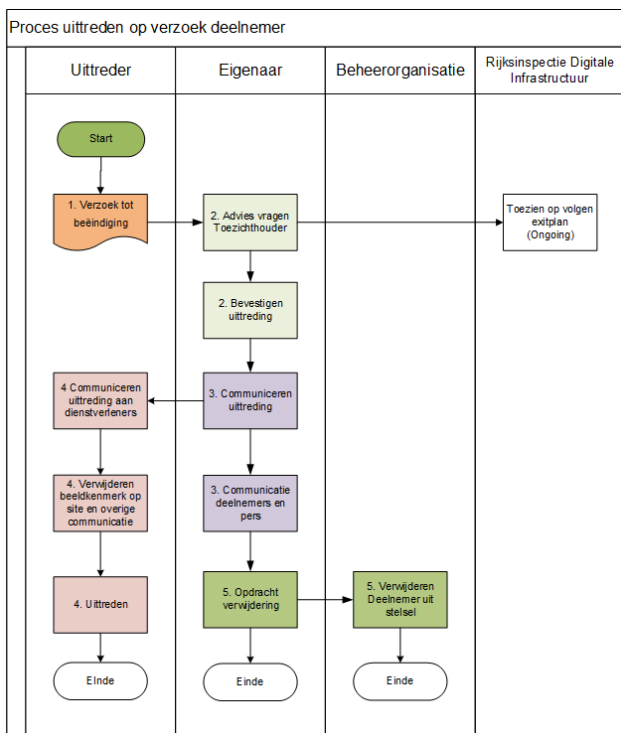 Proces uittreden op verzoek deelnemer
Uittreder
Eigenaar
Beheerorganisatie
Rijksinspectie Digitale
Infrastructuur
Start
1. Verzoek tot
beëindiging
2. Advies vragen
Toezichthouder
Toezien op volgen
exitplan
(Ongoing)
2. Bevestigen
uittreding
4 Communiceren
uittreding aan
dienstverleners
3. Communiceren
uittreding
4. Verwijderen
beeldkenmerk op
site en overige
communicatie
3. Communicatie
deelnemers en
pers
4. Uittreden
5. Opdracht
verwijdering
5. Verwijderen
Deelnemer uit
stelsel
EInde
Einde
Einde